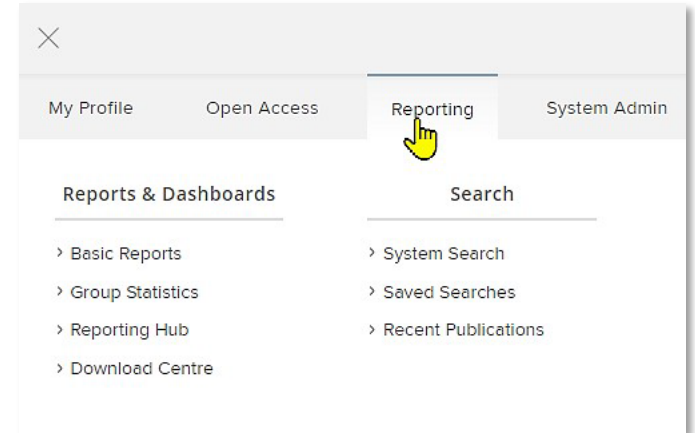 My Profile Open Access Reporting System Admin
Reports & Dashboards
> Basic Reports
> Group Statistics
> Reporting Hub
> Download Centre
Search
> System Search
> Saved Searches
> Recent Publications